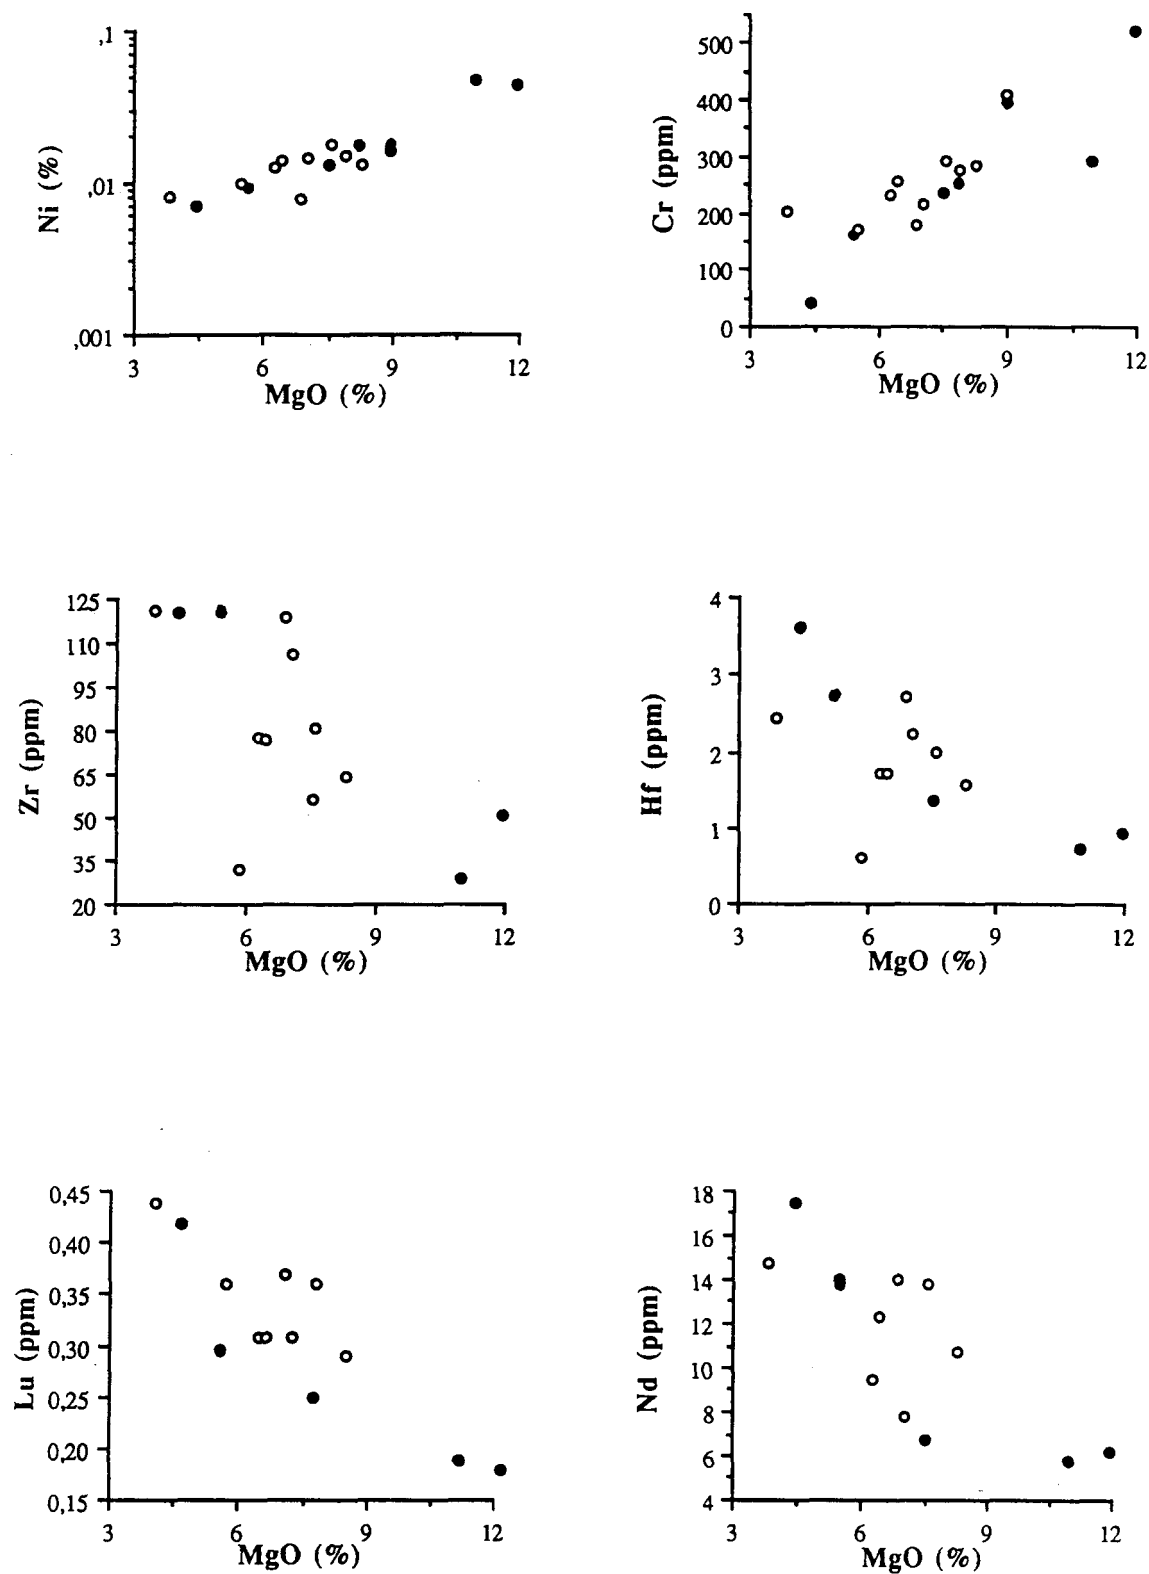 ,1
,01
,001
Ni (%)
3 6 9 12
MgO (%)
500
400
300
200
100
0
Cr (ppm)
3 6 9 12
MgO (%)
125
110
95
80
65
50
35
20
Zr (ppm)
3 6 9 12
MgO (%)
4
3
2
1
0
Hf (ppm)
3 6 9 12
MgO (%)
0,45
0,40
0,35
0,30
0,25
0,20
0,15
Lu (ppm)
3 6 9 12
MgO (%)
18
16
14
12
10
8
6
4
Nd (ppm)
3 6 9 12
MgO (%)